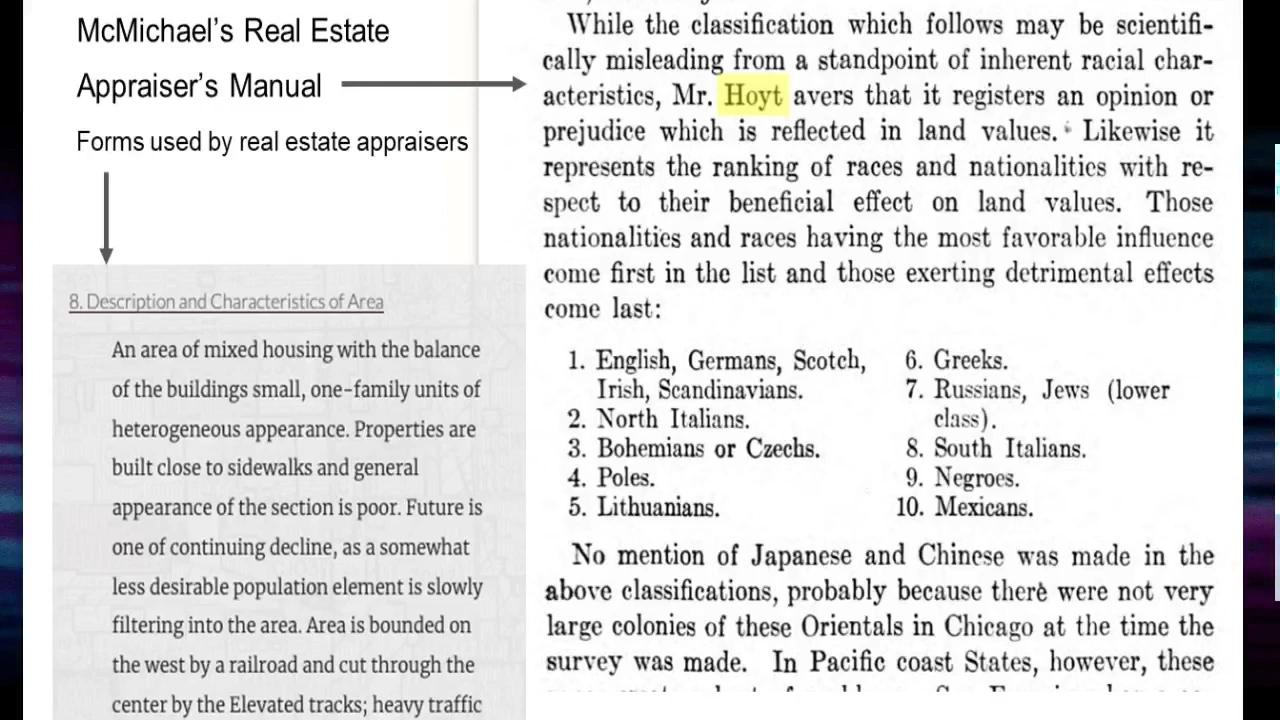 McMichael's Real Estate
Appraiser's Manual
Forms used by real estate appraisers
8. Description and Characteristics of Area
An area of mixed housing with the balance
of the buildings small, one-family units of
heterogeneous appearance. Properties are
built close to sidewalks and general
appearance of the section is poor. Future is
one of continuing decline, as a somewhat
less desirable population element is slowly
filtering into the area. Area is bounded on
the west by a railroad and cut through the
center by the Elevated tracks; heavy traffic
While the classification which follows may be scientifi-
cally misleading from a standpoint of inherent racial char-
acteristics, Mr. Hoyt avers that it registers an opinion or
prejudice which is reflected in land values. Likewise it
represents the ranking of races and nationalities with re-
spect to their beneficial effect on land values. Those
nationalities and races having the most favorable influence
come first in the list and those exerting detrimental effects
come last:
1. English, Germans, Scotch,
Irish, Scandinavians.
2. North Italians.
3. Bohemians or Czechs.
4. Poles.
5. Lithuanians.
6. Greeks.
7. Russians, Jews (lower
class).
8. South Italians.
9. Negroes.
10. Mexicans.
No mention of Japanese and Chinese was made in the
above classifications, probably because there were not very
large colonies of these Orientals in Chicago at the time the
survey was made. In Pacific coast States, however, these